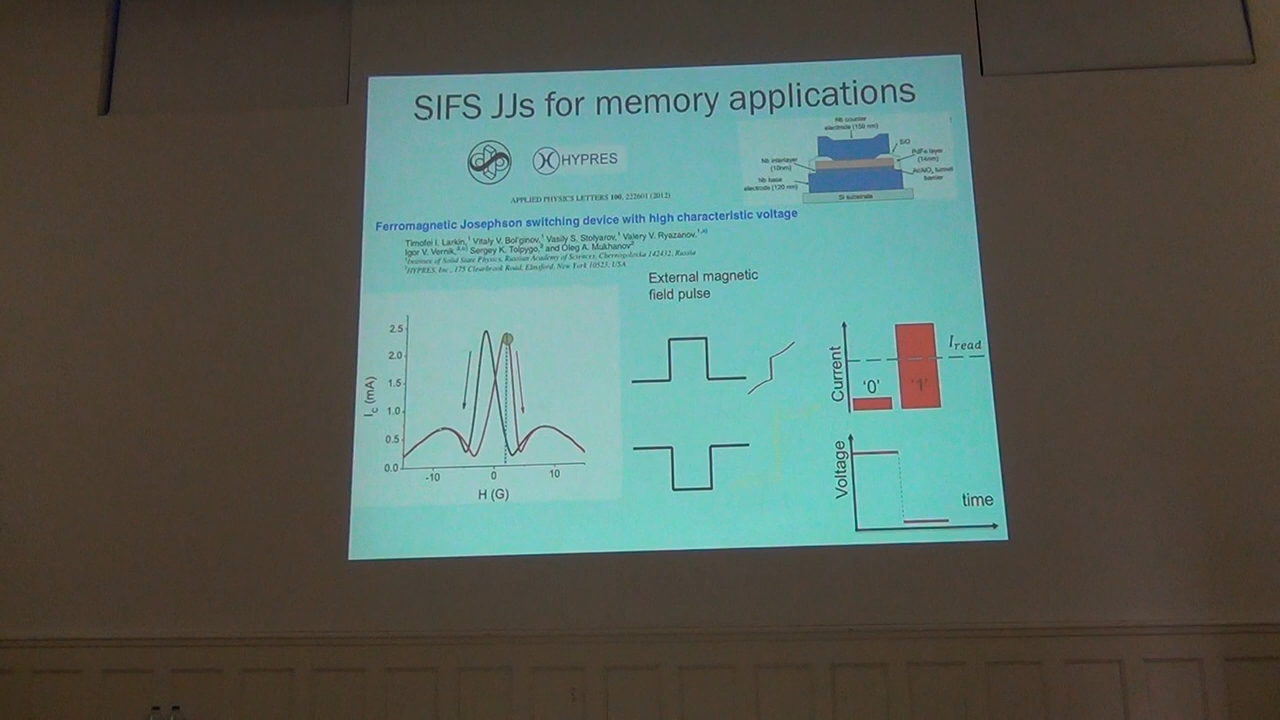 SIFS JJs for memory applications
HYPRES
Nb counter
electrode (150 nm)
SiO
PdFe layer
(14nm)
Nb interlayer
(10nm)
Al/AlOₓ tunnel
barrier
Nb base
electrode (120 nm)
Si substrate
APPLIED PHYSICS LETTERS 100, 222601 (2012)
Ferromagnetic Josephson switching device with high characteristic voltage
Timofei I. Larkin,¹ Vitaly V. Bol'ginov,¹ Vasily S. Stolyarov,¹ Valery V. Ryazanov,¹,ᵃ⁾
Igor V. Vernik, Sergey K. Tolpygo,² and Oleg A. Mukhanov²
¹Institute of Solid State Physics, Russian Academy of Sciences, Chernogolovka 142432, Russia
²HYPRES, Inc., 175 Clearbrook Road, Elmsford, New York 10523, USA
External magnetic
field pulse
2.5
2.0
1.5
1.0
0.5
0.0
I_c (mA)
-10 0 10
H (G)
Current
'0'
'1'
I_read
Voltage
time